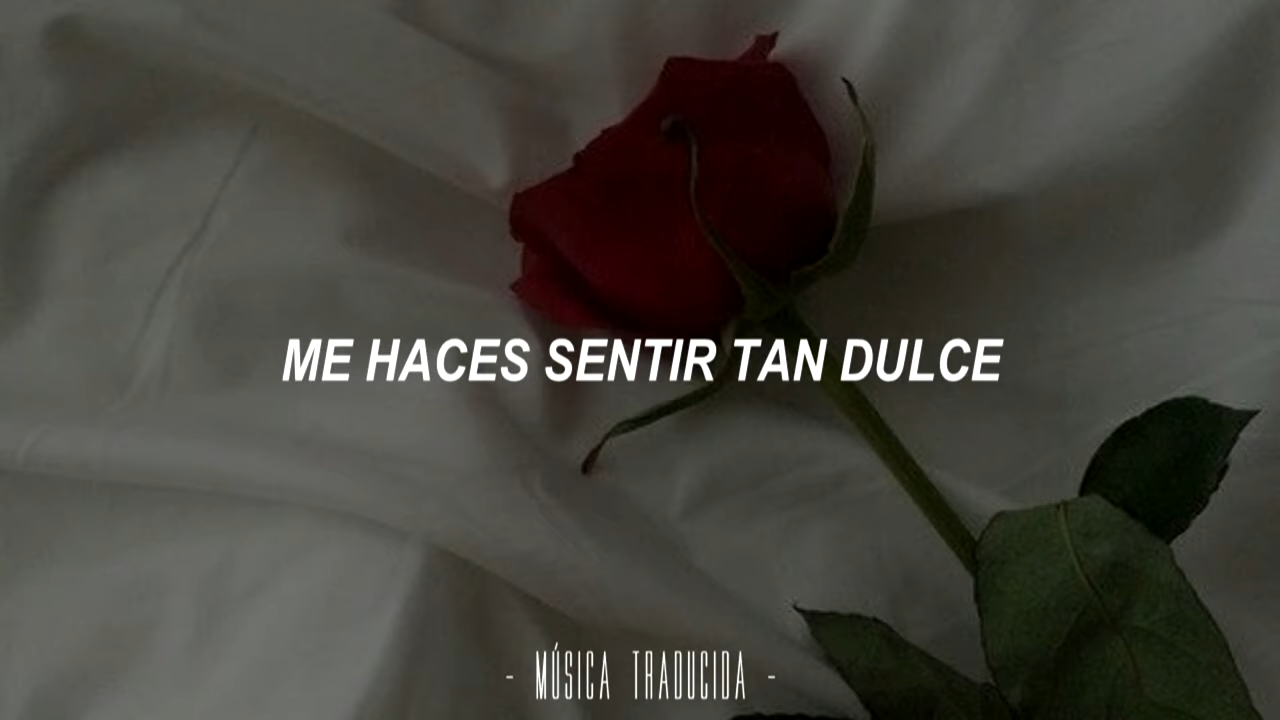 ME HACES SENTIR TAN DULCE
- MÚSICA TRADUCIDA -